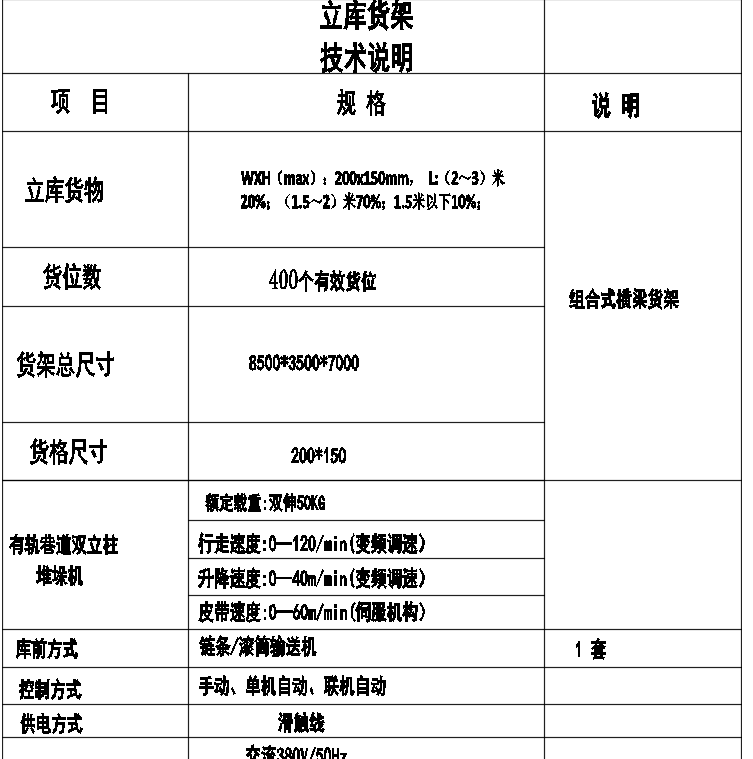 立库货架
技术说明
项 目
规 格
说 明
立库货物
WXH（max）：200x150mm， L:（2～3）米
20%；（1.5～2）米70%；1.5米以下10%；
组合式横梁货架
货位数
400个有效货位
货架总尺寸
8500*3500*7000
货格尺寸
200*150
有轨巷道双立柱
堆垛机
额定载重:双伸50KG
行走速度:0—120/min(变频调速)
升降速度:0—40m/min(变频调速)
皮带速度:0—60m/min(伺服机构)
库前方式
链条/滚筒输送机
1 套
控制方式
手动、单机自动、联机自动
供电方式
滑触线
交流380V/50Hz